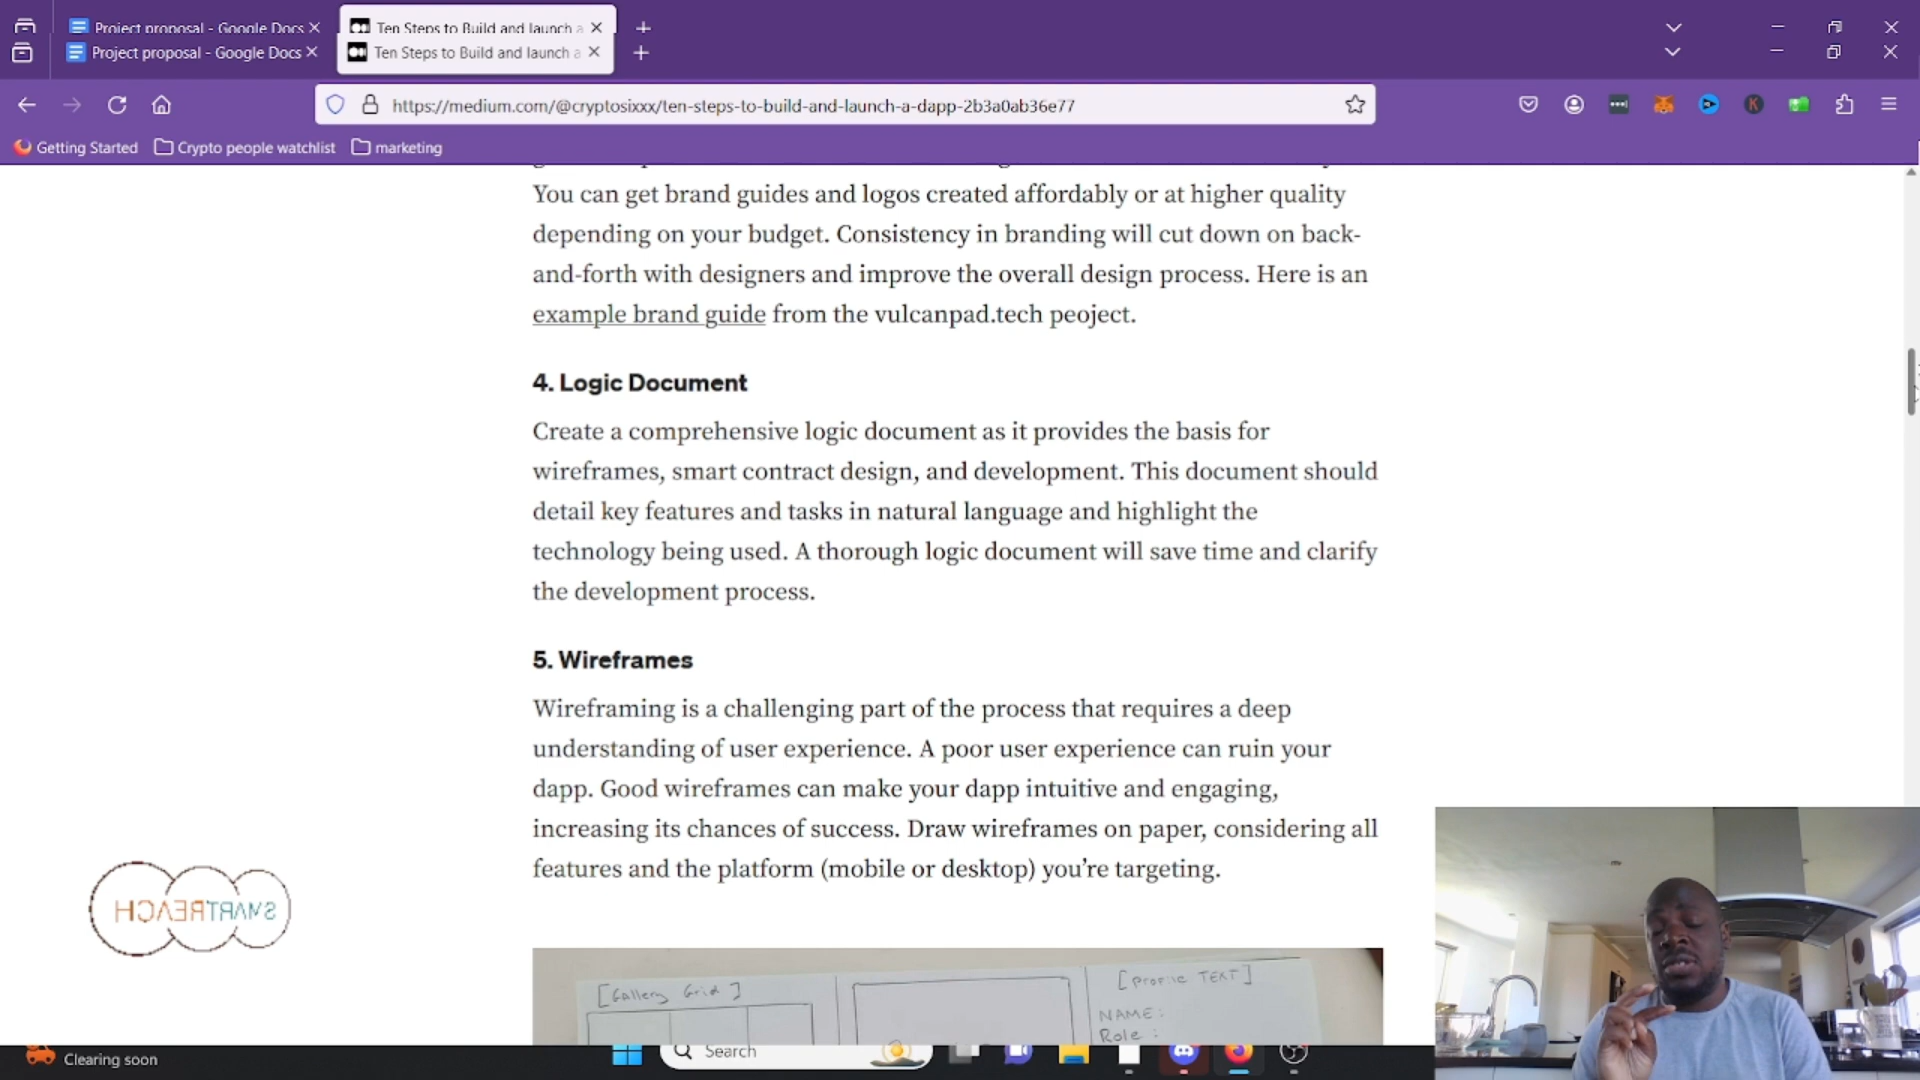 Project proposal - Google Docs
Ten Steps to Build and launch a
Project proposal - Google Docs
Ten Steps to Build and launch a
https://medium.com/@cryptosixxx/ten-steps-to-build-and-launch-a-dapp-2b3a0ab36e77
Getting Started
Crypto people watchlist
marketing
You can get brand guides and logos created affordably or at higher quality
depending on your budget. Consistency in branding will cut down on back-
and-forth with designers and improve the overall design process. Here is an
example brand guide from the vulcanpad.tech peoject.
4. Logic Document
Create a comprehensive logic document as it provides the basis for
wireframes, smart contract design, and development. This document should
detail key features and tasks in natural language and highlight the
technology being used. A thorough logic document will save time and clarify
the development process.
5. Wireframes
Wireframing is a challenging part of the process that requires a deep
understanding of user experience. A poor user experience can ruin your
dapp. Good wireframes can make your dapp intuitive and engaging,
increasing its chances of success. Draw wireframes on paper, considering all
features and the platform (mobile or desktop) you're targeting.
SMARTREACH
[Gallery Grid]
[Profile TEXT]
NAME:
Role:
Clearing soon
Search